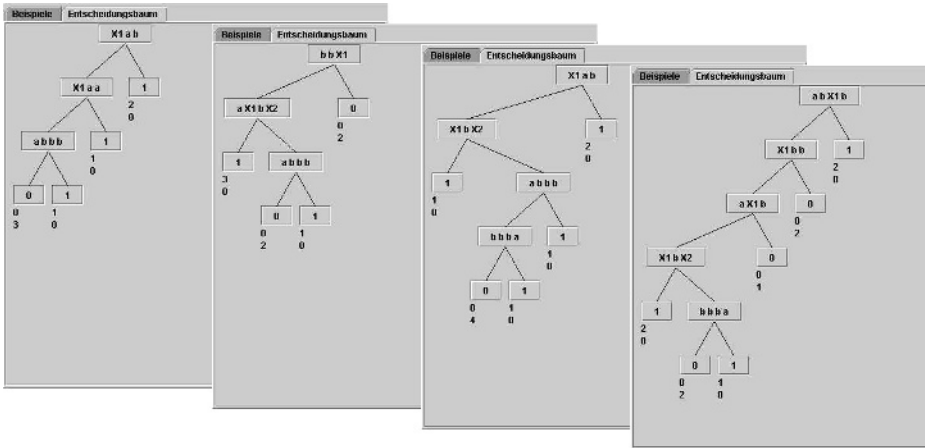 Beispiele Entscheidungsbaum
X1 a b
X1 a a 1
2
0
a b b b 1
1
0
0 1
0 1
3 0
Beispiele Entscheidungsbaum
b b X1
a X1 b X2 0
0
2
1 a b b b
3
0
0 1
0 1
2 0
Beispiele Entscheidungsbaum
X1 a b
X1 b X2 1
2
0
1 a b b b
1
0
b b b a 1
1
0
0 1
0 1
4 0
Beispiele Entscheidungsbaum
a b X1 b
X1 b b 1
2
0
a X1 b 0
0
2
X1 b X2 0
0
1
1 b b b a
2
0
0 1
0 1
2 0